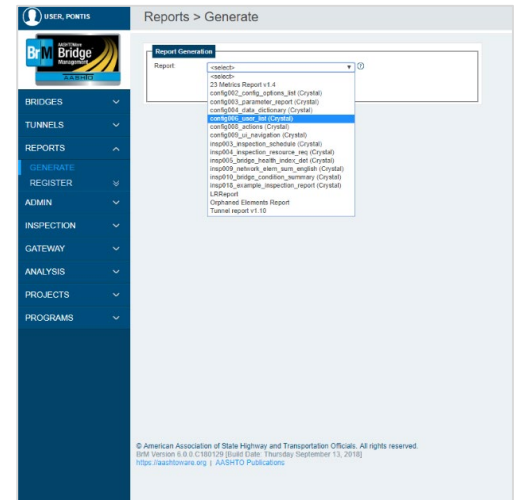 USER, PONTIS
Reports > Generate
AASHTOWare
BrM Bridge
Management
AASHTO
Report Generation
Report
<select>
<select>
23 Metrics Report v1.4
config002_config_options_list (Crystal)
config003_parameter_report (Crystal)
config004_data_dictionary (Crystal)
config006_user_list (Crystal)
config008_actions (Crystal)
config009_ui_navigation (Crystal)
insp003_inspection_schedule (Crystal)
insp004_inspection_resource_req (Crystal)
insp005_bridge_health_index_det (Crystal)
insp009_network_elem_sum_english (Crystal)
insp010_bridge_condition_summary (Crystal)
insp018_example_inspection_report (Crystal)
LRReport
Orphaned Elements Report
Tunnel report v1.10
BRIDGES
TUNNELS
REPORTS
GENERATE
REGISTER
ADMIN
INSPECTION
GATEWAY
ANALYSIS
PROJECTS
PROGRAMS
© American Association of State Highway and Transportation Officials. All rights reserved.
BrM Version 6.0.0.C180129 [Build Date: Thursday September 13, 2018]
https://aashtoware.org | AASHTO Publications